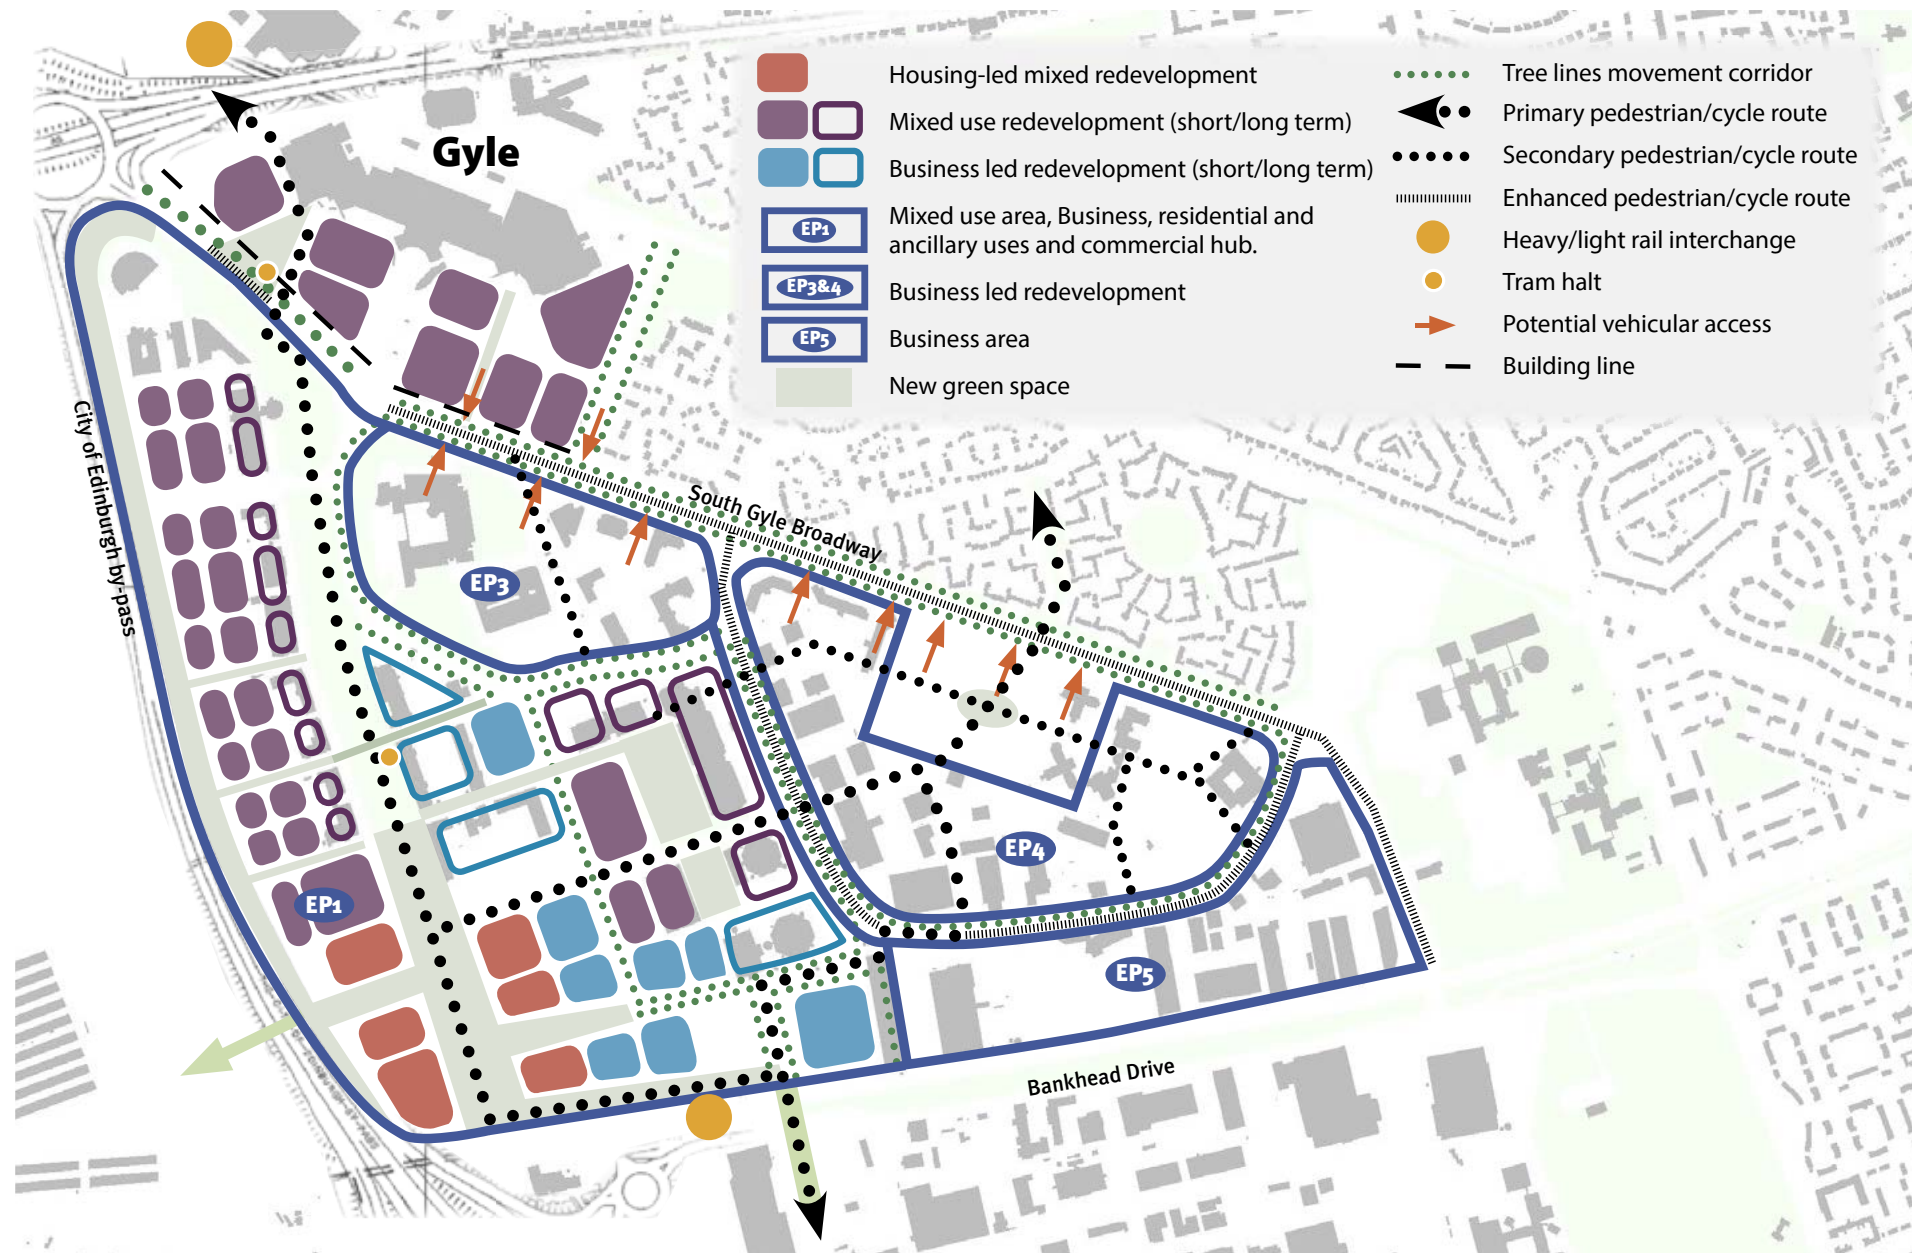 Gyle
Housing-led mixed redevelopment
Mixed use redevelopment (short/long term)
Business led redevelopment (short/long term)
EP1
Mixed use area, Business, residential and
ancillary uses and commercial hub.
EP3&4
Business led redevelopment
EP5
Business area
New green space
Tree lines movement corridor
Primary pedestrian/cycle route
Secondary pedestrian/cycle route
Enhanced pedestrian/cycle route
Heavy/light rail interchange
Tram halt
Potential vehicular access
Building line
City of Edinburgh by-pass
South Gyle Broadway
EP3
EP4
EP1
EP5
Bankhead Drive